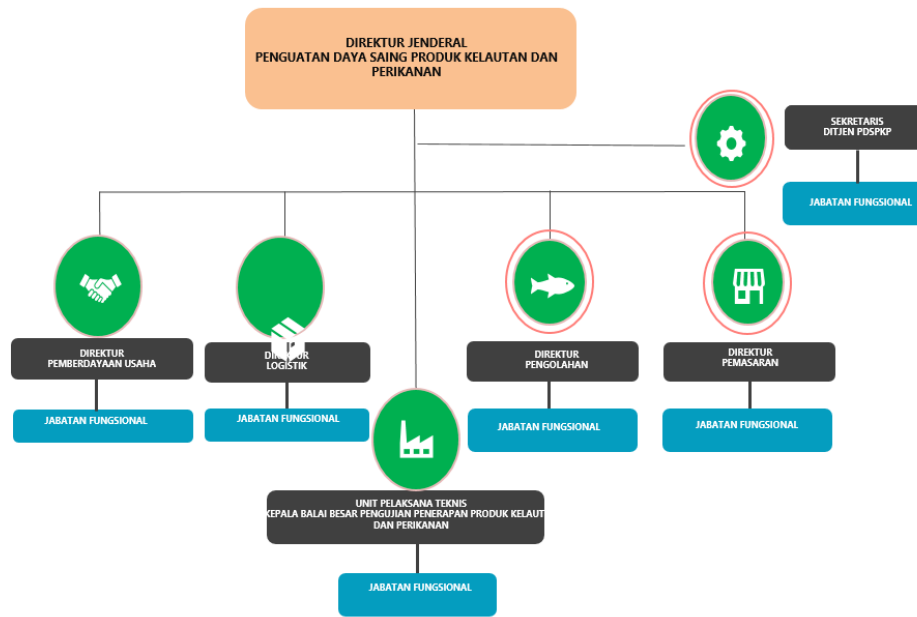 DIREKTUR JENDERAL
PENGUATAN DAYA SAING PRODUK KELAUTAN DAN
PERIKANAN
SEKRETARIS
DITJEN PDSPKP
JABATAN FUNGSIONAL
DIREKTUR
PEMBERDAYAAN USAHA
JABATAN FUNGSIONAL
DIREKTUR
LOGISTIK
JABATAN FUNGSIONAL
DIREKTUR
PENGOLAHAN
JABATAN FUNGSIONAL
DIREKTUR
PEMASARAN
JABATAN FUNGSIONAL
UNIT PELAKSANA TEKNIS
KEPALA BALAI BESAR PENGUJIAN PENERAPAN PRODUK KELAUT
DAN PERIKANAN
JABATAN FUNGSIONAL